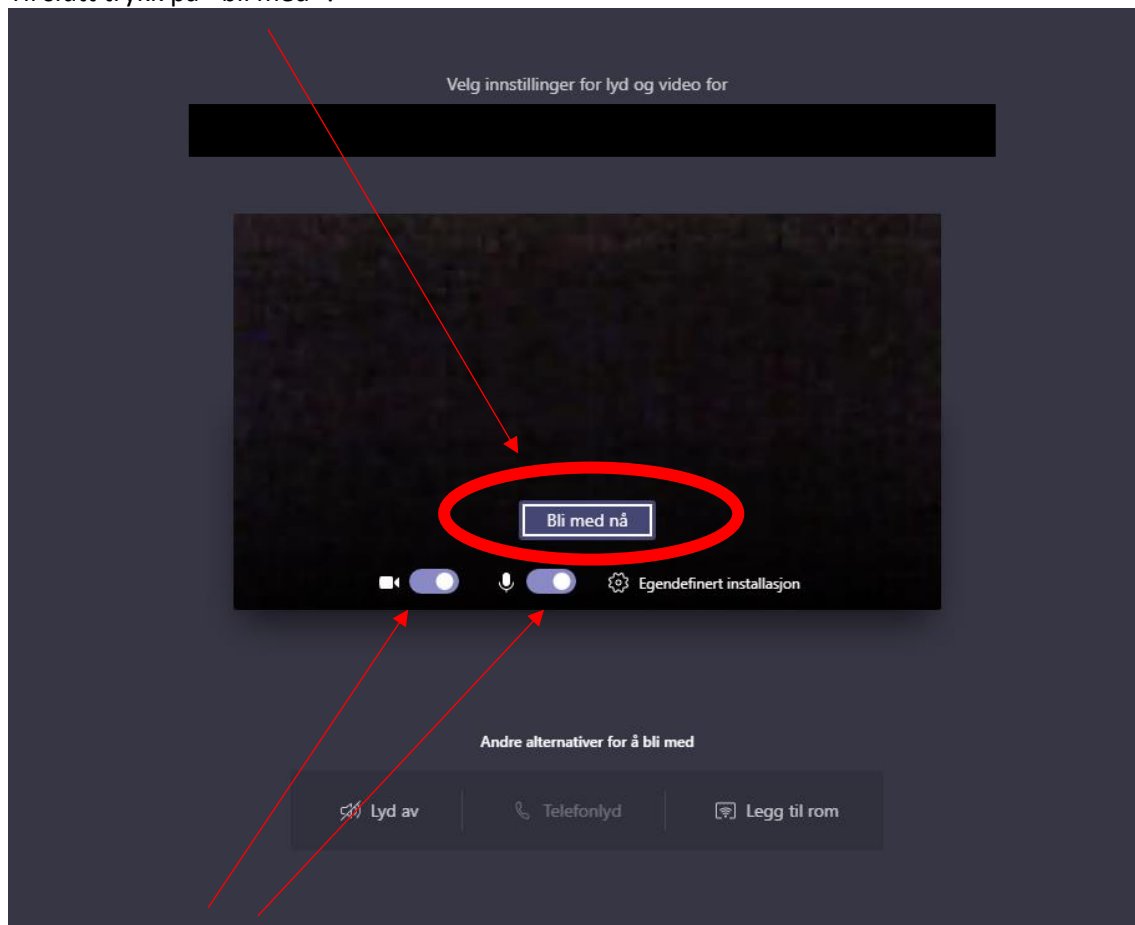 Velg innstillinger for lyd og video for
Bli med nå
Egendefinert installasjon
Andre alternativer for å bli med
Lyd av
Telefonlyd
Legg til rom